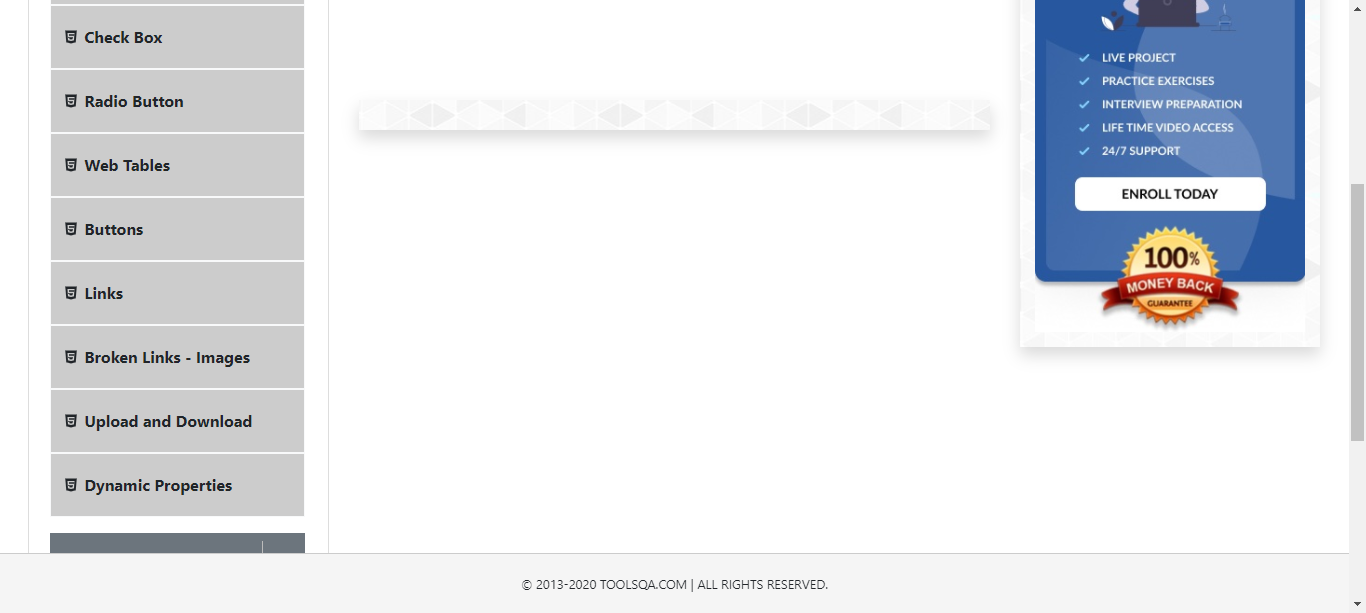 Check Box
Radio Button
Web Tables
Buttons
Links
Broken Links - Images
Upload and Download
Dynamic Properties
LIVE PROJECT
PRACTICE EXERCISES
INTERVIEW PREPARATION
LIFE TIME VIDEO ACCESS
24/7 SUPPORT
ENROLL TODAY
100%
MONEY BACK
GUARANTEE
© 2013-2020 TOOLSQA.COM | ALL RIGHTS RESERVED.